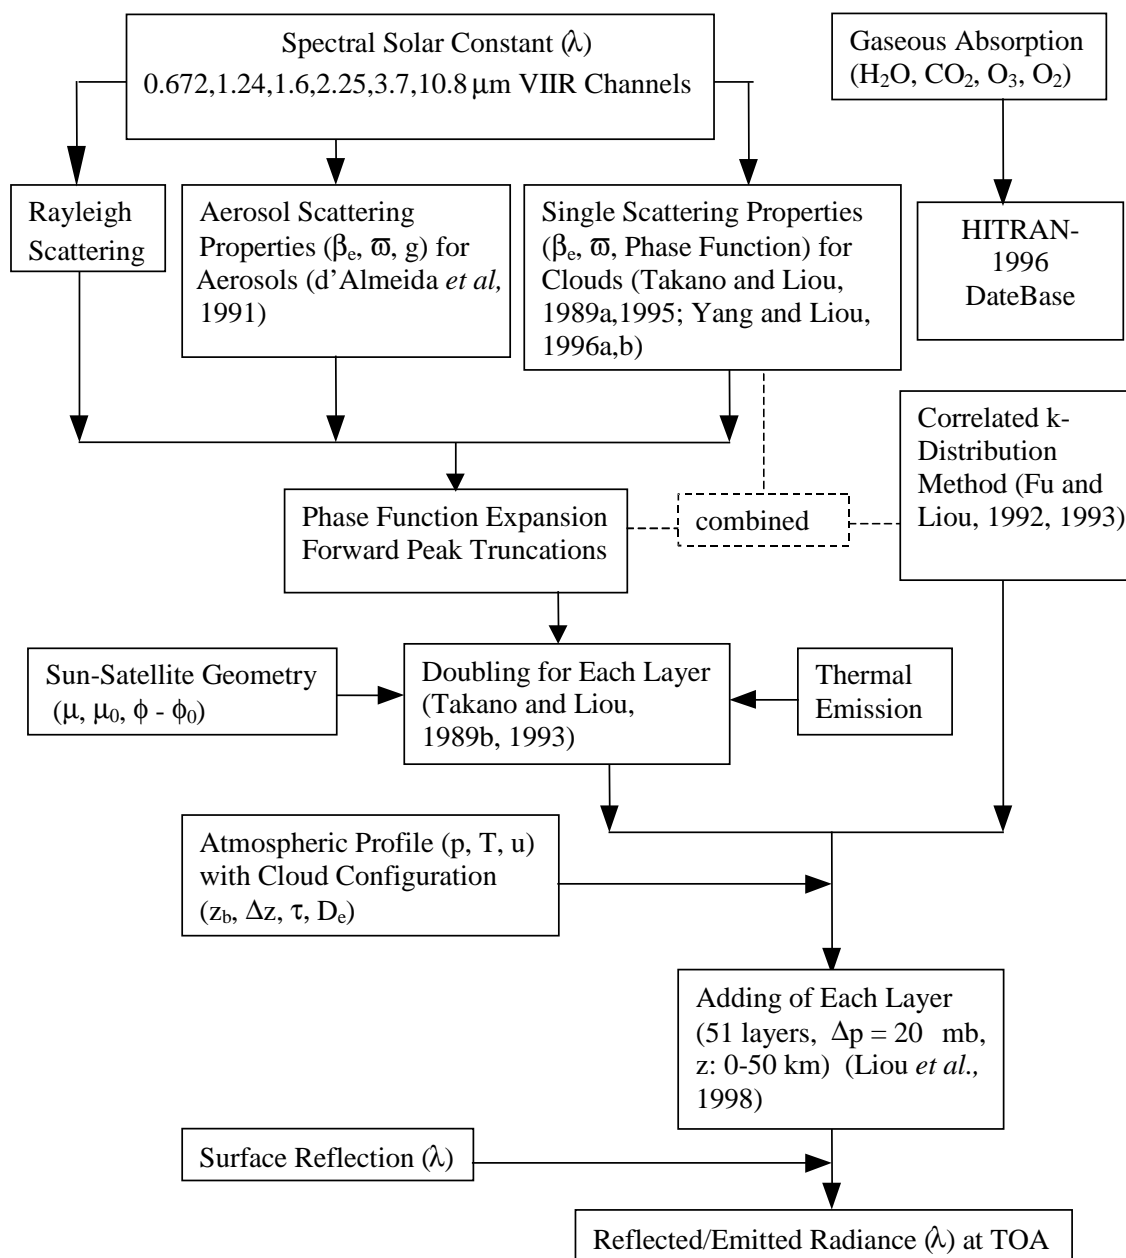 Spectral Solar Constant (λ)
0.672,1.24,1.6,2.25,3.7,10.8 μm VIIR Channels
Gaseous Absorption
(H₂O, CO₂, O₃, O₂)
Rayleigh
Scattering
Aerosol Scattering
Properties (βₑ, ϖ, g) for
Aerosols (d'Almeida et al,
1991)
Single Scattering Properties
(βₑ, ϖ, Phase Function) for
Clouds (Takano and Liou,
1989a,1995; Yang and Liou,
1996a,b)
HITRAN-
1996
DateBase
Correlated k-
Distribution
Method (Fu and
Liou, 1992, 1993)
Phase Function Expansion
Forward Peak Truncations
combined
Sun-Satellite Geometry
(μ, μ₀, ϕ - ϕ₀)
Doubling for Each Layer
(Takano and Liou,
1989b, 1993)
Thermal
Emission
Atmospheric Profile (p, T, u)
with Cloud Configuration
(z_b, Δz, τ, Dₑ)
Adding of Each Layer
(51 layers, Δp = 20 mb,
z: 0-50 km) (Liou et al.,
1998)
Surface Reflection (λ)
Reflected/Emitted Radiance (λ) at TOA